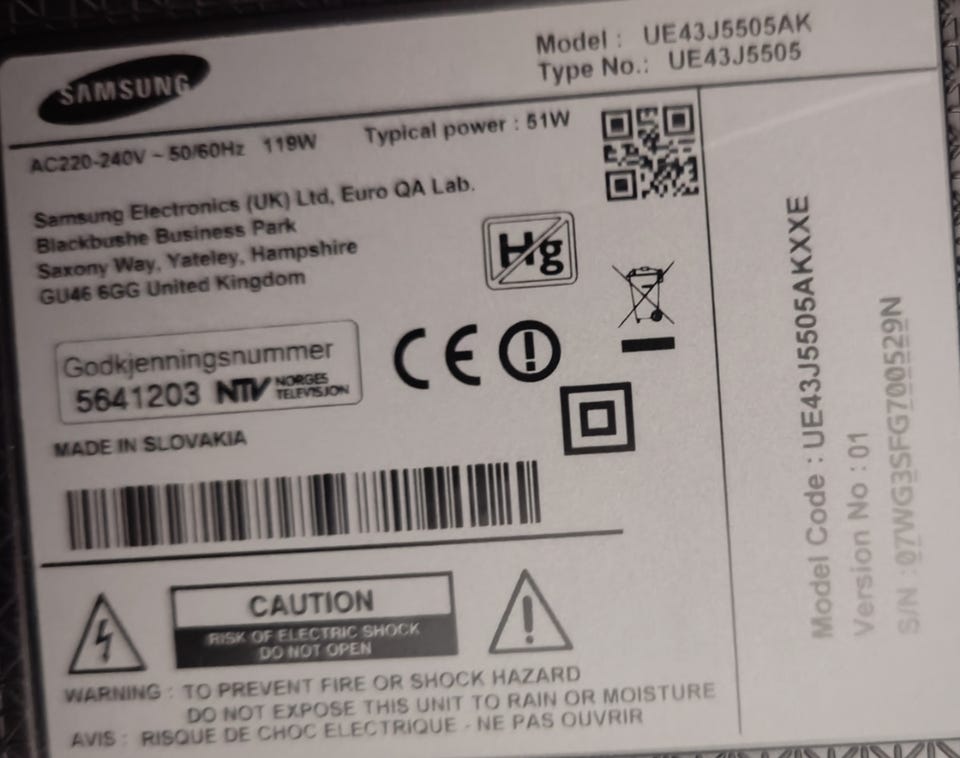 SAMSUNG
Model : UE43J5505AK
Type No.: UE43J5505
AC220-240V ~ 50/60Hz 119W Typical power : 51W
Samsung Electronics (UK) Ltd, Euro QA Lab.
Blackbushe Business Park
Saxony Way, Yateley, Hampshire
GU46 6GG United Kingdom
Hg
Godkjenningsnummer
5641203 NTV NORGES
TELEVISJON
CE
MADE IN SLOVAKIA
CAUTION
RISK OF ELECTRIC SHOCK
DO NOT OPEN
WARNING : TO PREVENT FIRE OR SHOCK HAZARD
DO NOT EXPOSE THIS UNIT TO RAIN OR MOISTURE
AVIS : RISQUE DE CHOC ELECTRIQUE - NE PAS OUVRIR
Model Code : UE43J5505AKXXE
Version No : 01
S/N : 07WG3SFG700529N